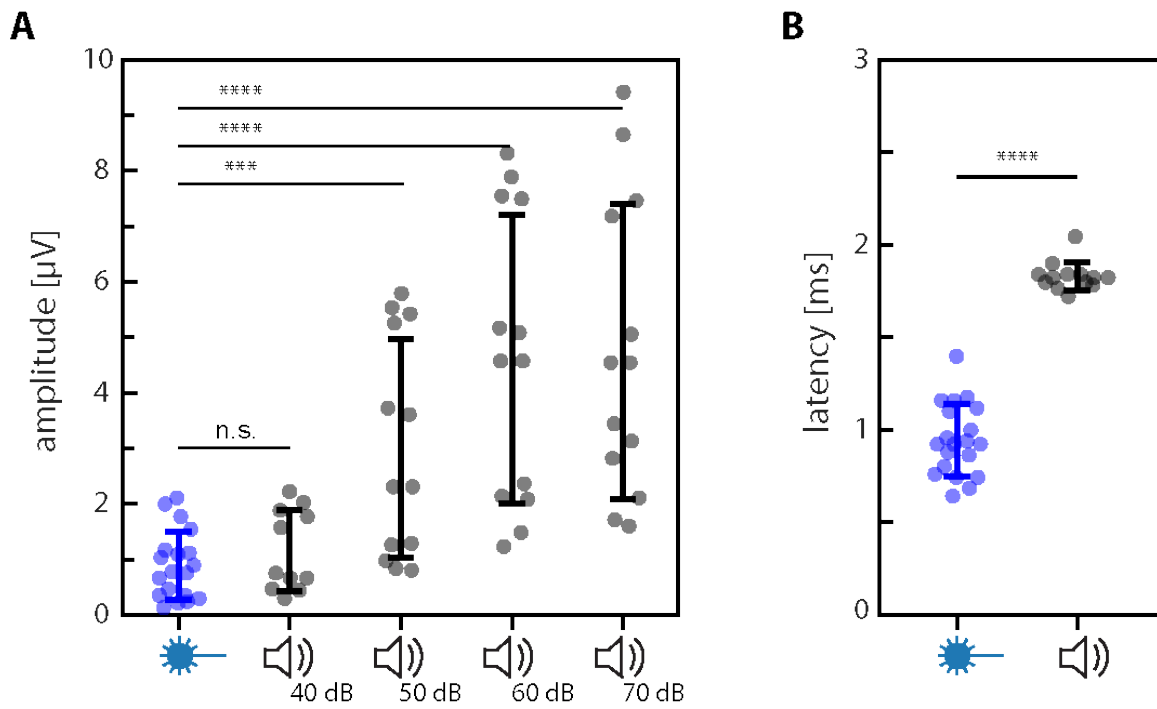 A
10
8
6
4
2
0
amplitude [µV]
****
****
***
n.s.
40 dB
50 dB
60 dB
70 dB
B
3
2
1
0
latency [ms]
****